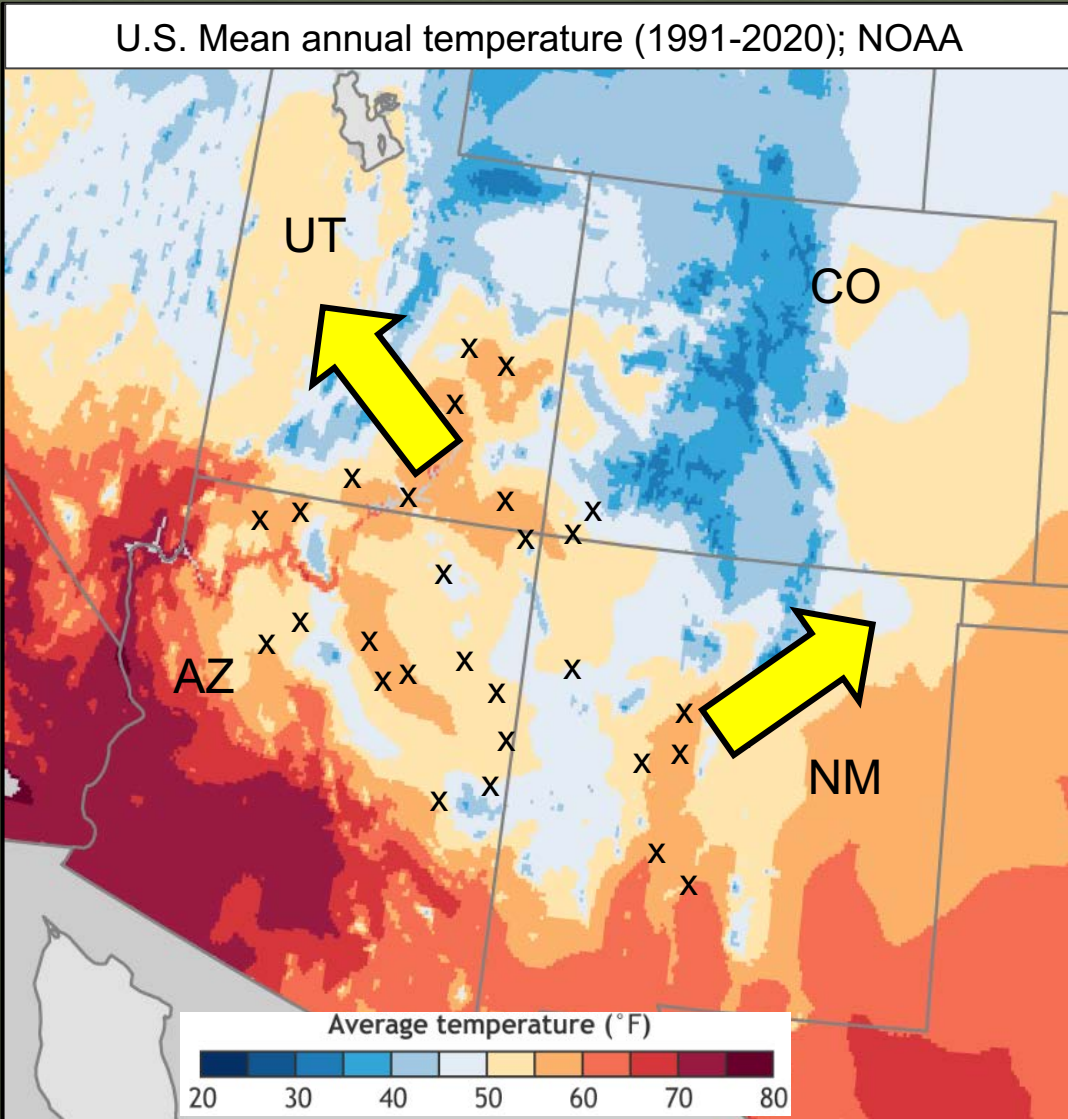 U.S. Mean annual temperature (1991-2020); NOAA
UT
CO
AZ
NM
Average temperature (°F)
20 30 40 50 60 70 80